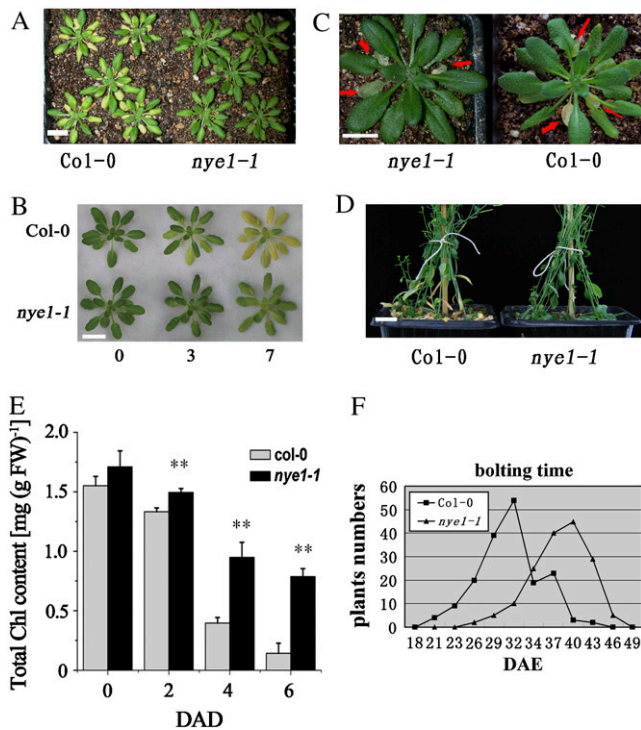 A
Col-0 nye1-1
B
Col-0
nye1-1
0 3 7
C
nye1-1 Col-0
D
Col-0 nye1-1
E
Total Chl content [mg (g FW)⁻¹]
2.0
1.5
1.0
0.5
0
col-0
nye1-1
**
**
**
0 2 4 6
DAD
F
bolting time
plants numbers
60
50
40
30
20
10
0
Col-0
nye1-1
18 21 23 26 29 32 34 37 40 43 46 49
DAE